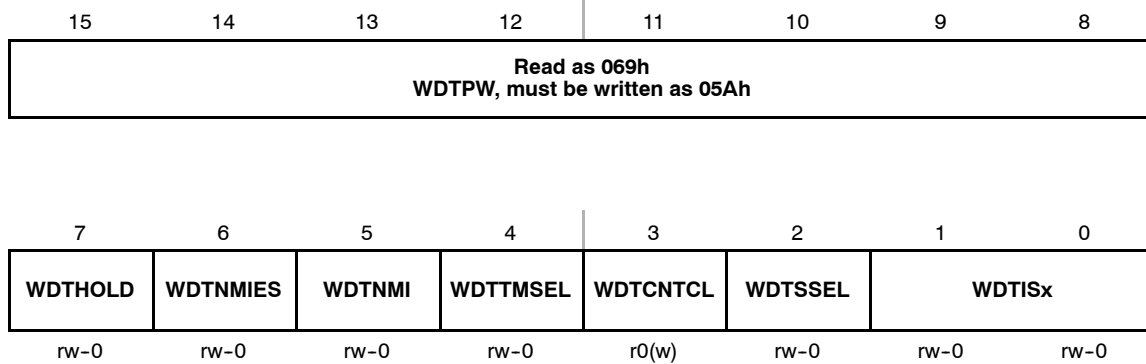 15 14 13 12 11 10 9 8
Read as 069h
WDTPW, must be written as 05Ah
7 6 5 4 3 2 1 0
WDTHOLD WDTNMIES WDTNMI WDTTMSEL WDTCNTCL WDTSSEL WDTISx
rw-0 rw-0 rw-0 rw-0 r0(w) rw-0 rw-0 rw-0